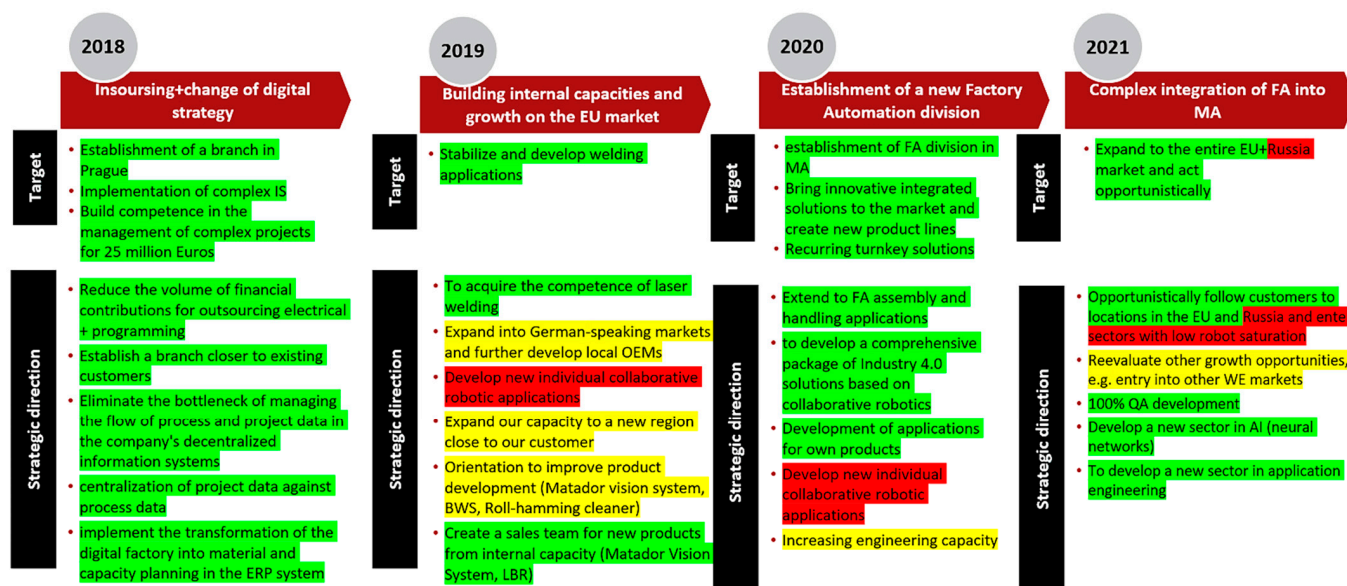 2018
Insoursing+change of digital
strategy
Target
• Establishment of a branch in
Prague
• Implementation of complex IS
• Build competence in the
management of complex projects
for 25 million Euros
Strategic direction
• Reduce the volume of financial
contributions for outsourcing electrical
+ programming
• Establish a branch closer to existing
customers
• Eliminate the bottleneck of managing
the flow of process and project data in
the company's decentralized
information systems
• centralization of project data against
process data
• implement the transformation of the
digital factory into material and
capacity planning in the ERP system
2019
Building internal capacities and
growth on the EU market
Target
• Stabilize and develop welding
applications
Strategic direction
• To acquire the competence of laser
welding
• Expand into German-speaking markets
and further develop local OEMs
• Develop new individual collaborative
robotic applications
• Expand our capacity to a new region
close to our customer
• Orientation to improve product
development (Matador vision system,
BWS, Roll-hamming cleaner)
• Create a sales team for new products
from internal capacity (Matador Vision
System, LBR)
2020
Establishment of a new Factory
Automation division
Target
• establishment of FA division in
MA
• Bring innovative integrated
solutions to the market and
create new product lines
• Recurring turnkey solutions
Strategic direction
• Extend to FA assembly and
handling applications
• to develop a comprehensive
package of Industry 4.0
solutions based on
collaborative robotics
• Development of applications
for own products
• Develop new individual
collaborative robotic
applications
• Increasing engineering capacity
2021
Complex integration of FA into
MA
Target
• Expand to the entire EU+Russia
market and act
opportunistically
Strategic direction
• Opportunistically follow customers to
locations in the EU and Russia and ente
sectors with low robot saturation
• Reevaluate other growth opportunities,
e.g. entry into other WE markets
• 100% QA development
• Develop a new sector in AI (neural
networks)
• To develop a new sector in application
engineering